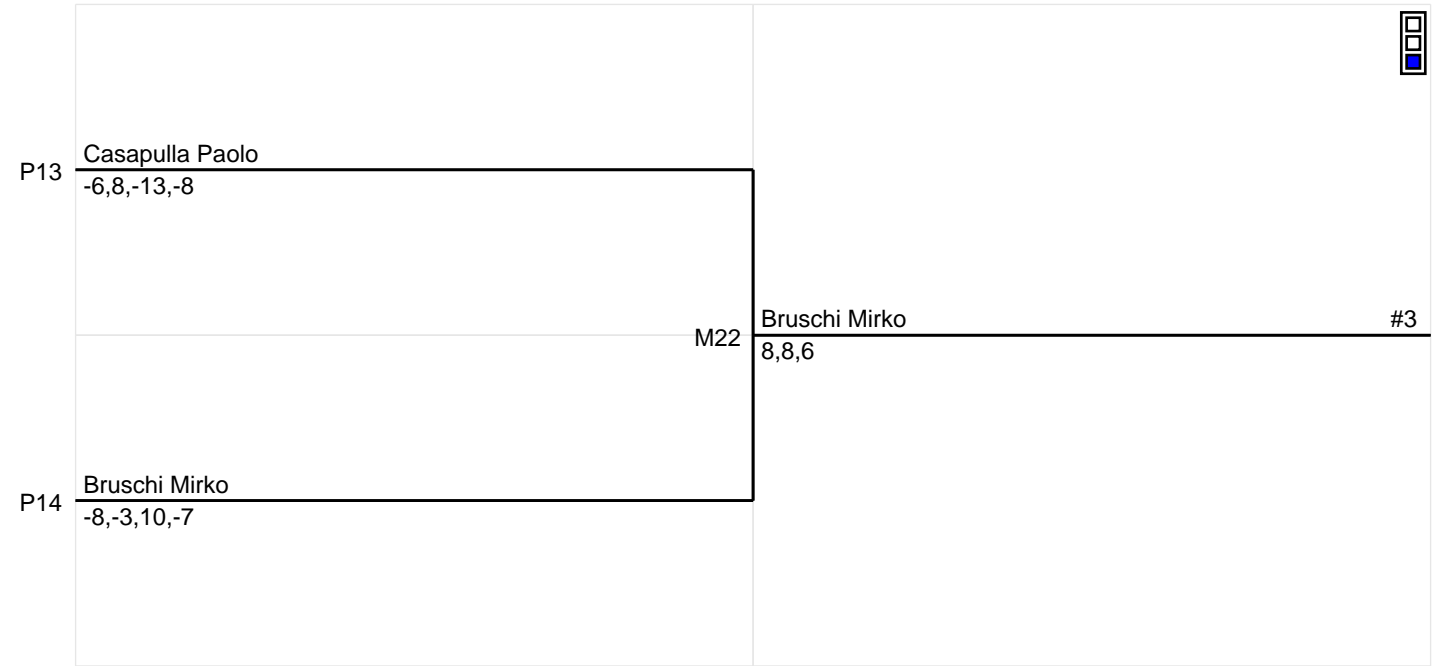 Casapulla Paolo
P13
-6,8,-13,-8
Bruschi Mirko #3
M22
8,8,6
Bruschi Mirko
P14
-8,-3,10,-7